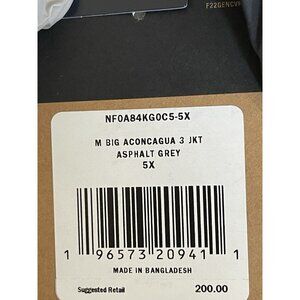 F22GENCV
NF0A84KG0C5-5X
M BIG ACONCAGUA 3 JKT
ASPHALT GREY
5X
1 96573 20941 1
MADE IN BANGLADESH
Suggested Retail 200.00